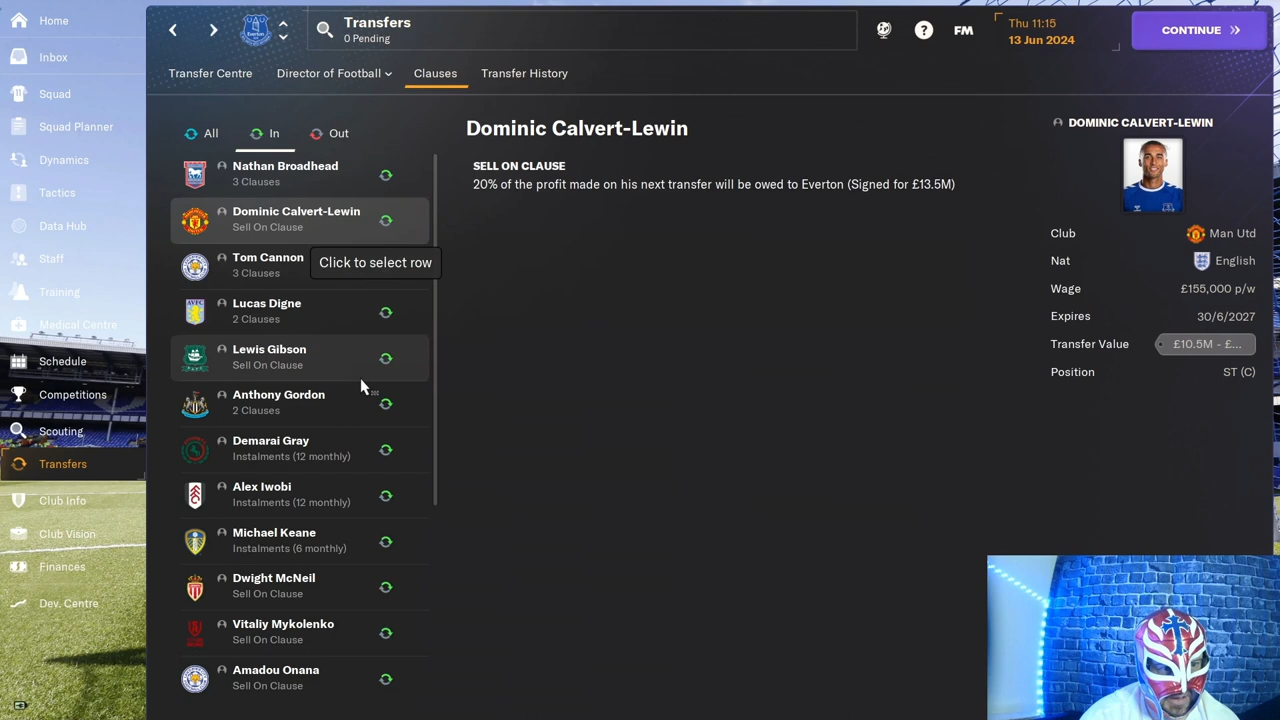 Home
Inbox
Squad
Squad Planner
Dynamics
Tactics
Data Hub
Staff
Training
Medical Centre
Schedule
Competitions
Scouting
Transfers
Club Info
Club Vision
Finances
Dev. Centre
Everton
Transfers
0 Pending
?
FM
Thu 11:15
13 Jun 2024
CONTINUE
Transfer Centre
Director of Football
Clauses
Transfer History
All
In
Out
Nathan Broadhead
3 Clauses
Dominic Calvert-Lewin
Sell On Clause
Click to select row
Tom Cannon
3 Clauses
Lucas Digne
2 Clauses
Lewis Gibson
Sell On Clause
Anthony Gordon
2 Clauses
Demarai Gray
Instalments (12 monthly)
Alex Iwobi
Instalments (12 monthly)
Michael Keane
Instalments (6 monthly)
Dwight McNeil
Sell On Clause
Vitaliy Mykolenko
Sell On Clause
Amadou Onana
Sell On Clause
Dominic Calvert-Lewin
SELL ON CLAUSE
20% of the profit made on his next transfer will be owed to Everton (Signed for £13.5M)
DOMINIC CALVERT-LEWIN
Club Man Utd
Nat English
Wage £155,000 p/w
Expires 30/6/2027
Transfer Value £10.5M - £...
Position ST (C)